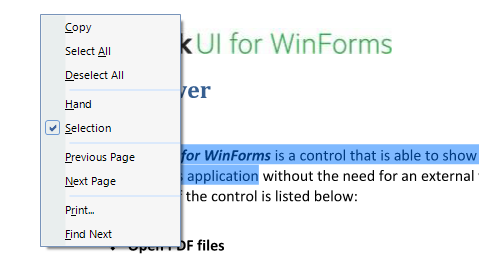 Copy
Select All
Deselect All
Hand
Selection
Previous Page
Next Page
Print...
Find Next
UI for WinForms
for WinForms is a control that is able to show
application without the need for an external
the control is listed below:
Open PDF files